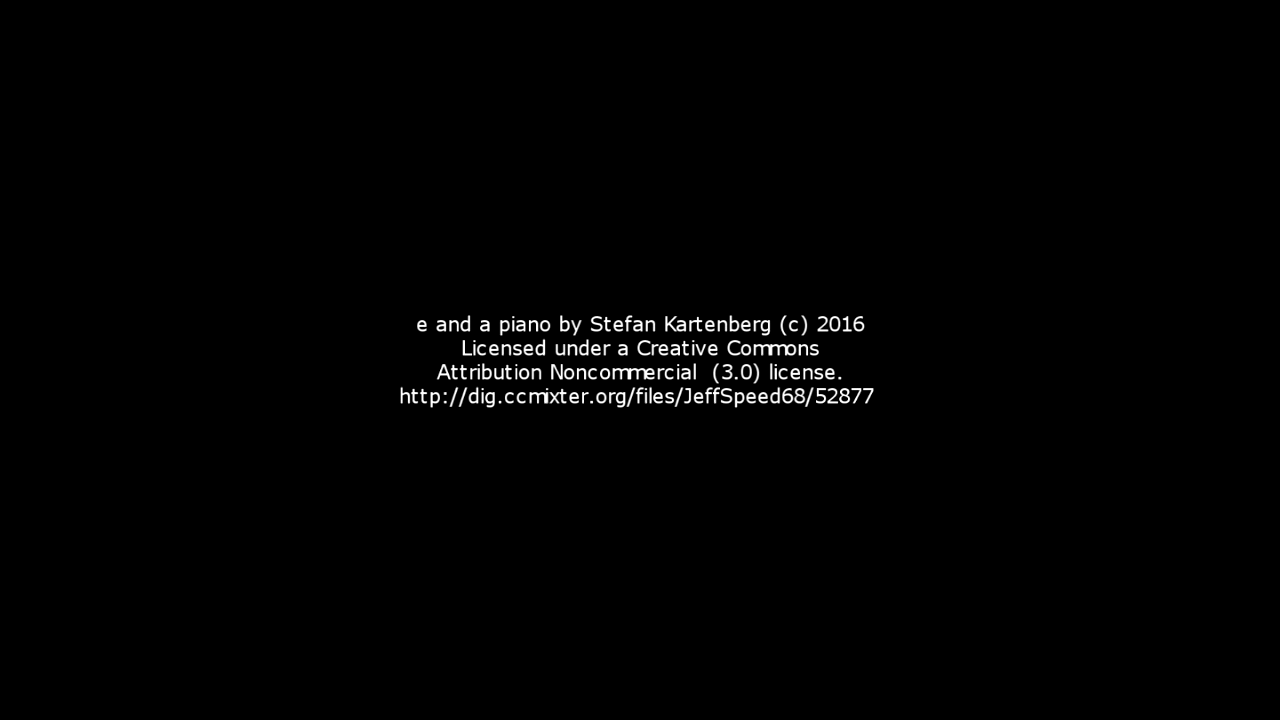 e and a piano by Stefan Kartenberg (c) 2016
Licensed under a Creative Commons
Attribution Noncommercial  (3.0) license.
http://dig.ccmixter.org/files/JeffSpeed68/52877